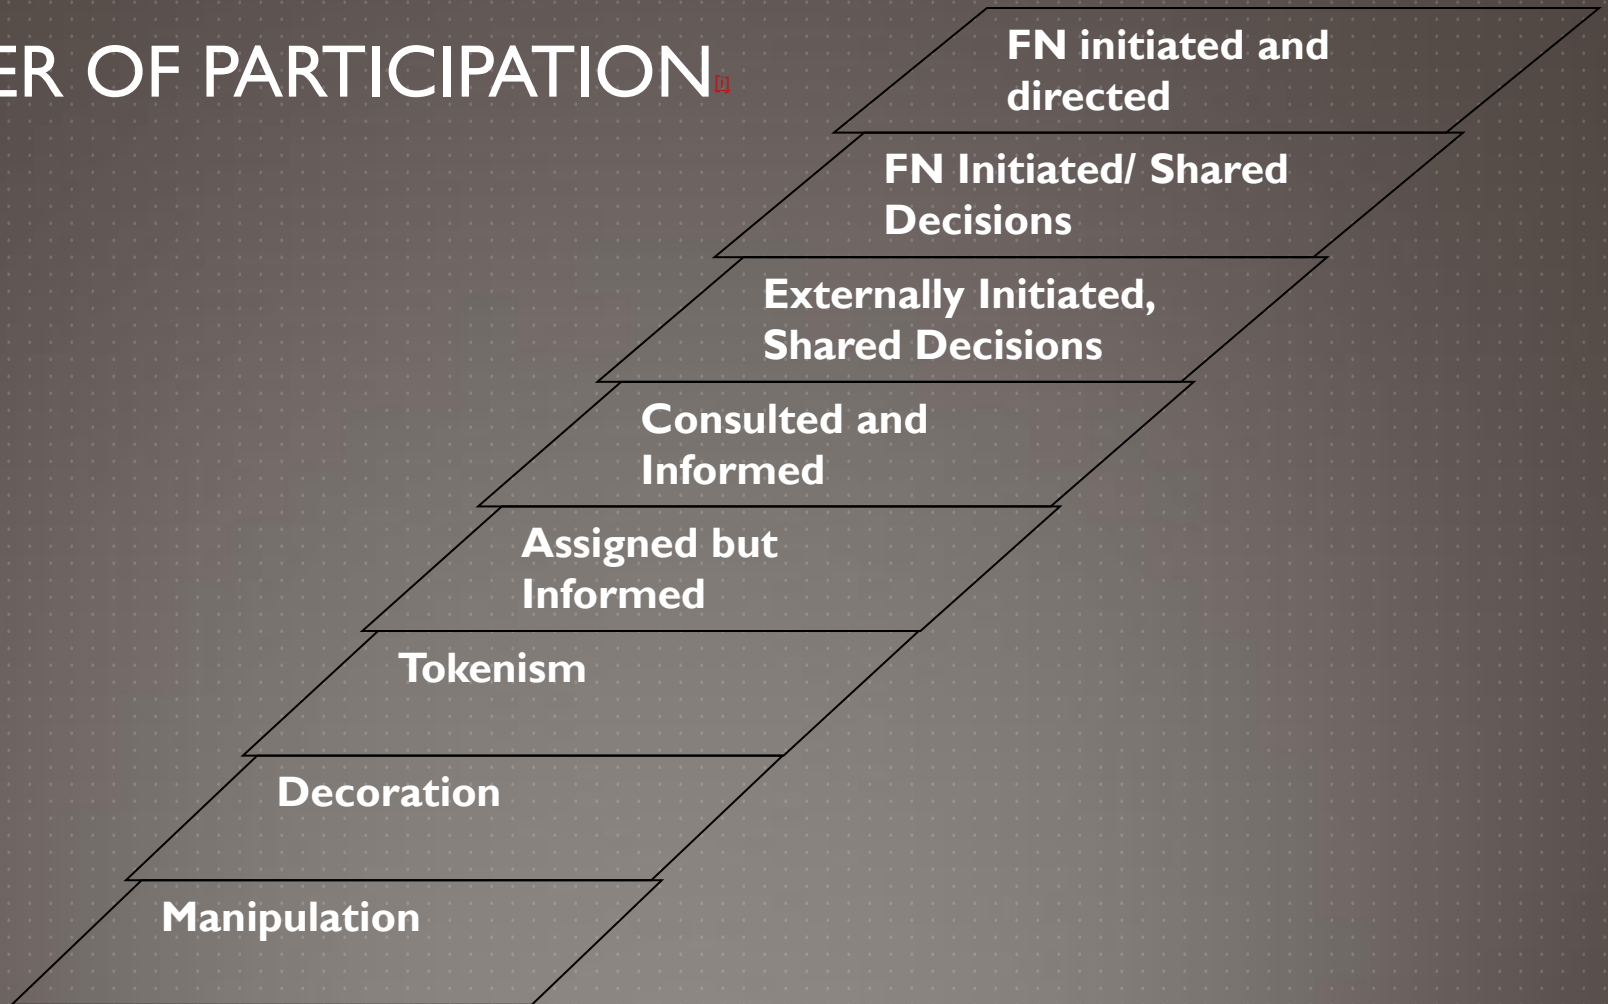 ER OF PARTICIPATION[i]
FN initiated and
directed
FN Initiated/ Shared
Decisions
Externally Initiated,
Shared Decisions
Consulted and
Informed
Assigned but
Informed
Tokenism
Decoration
Manipulation